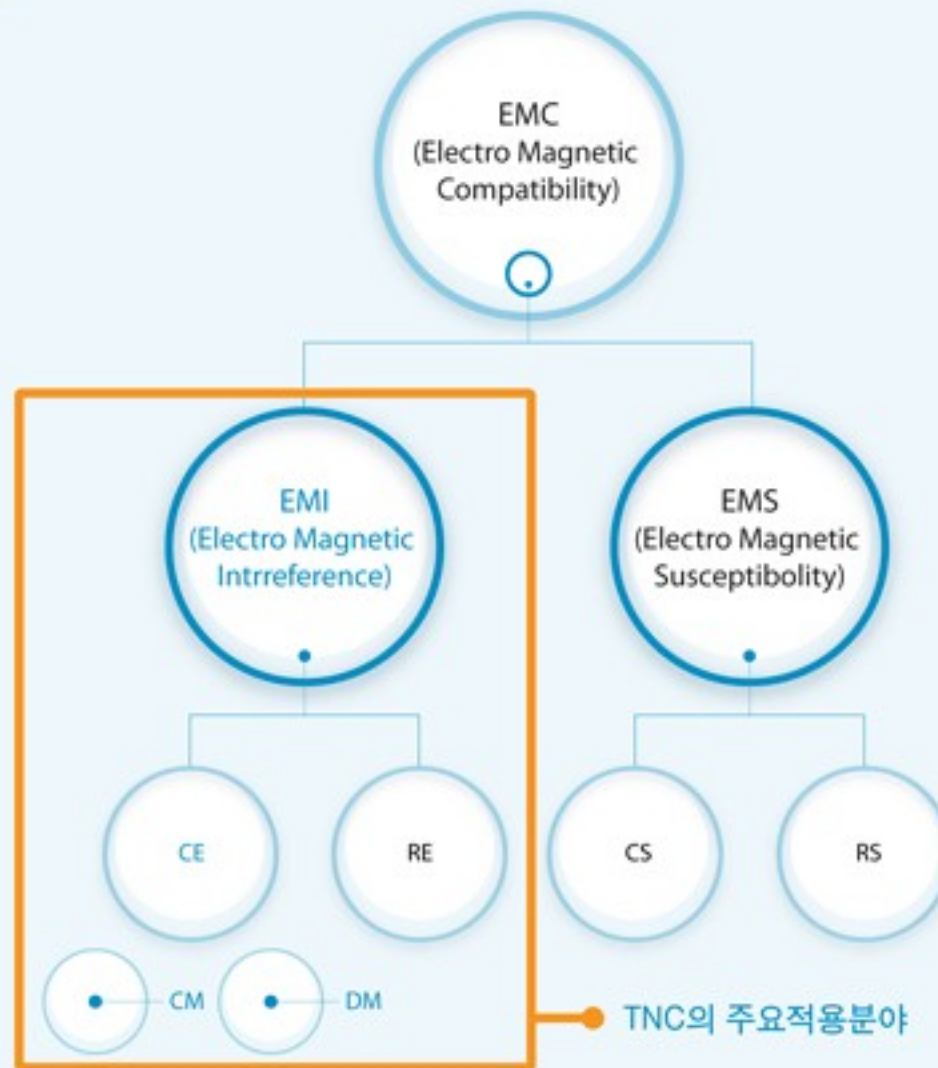 EMC
(Electro Magnetic
Compatibility)
EMI
(Electro Magnetic
Intrreference)
EMS
(Electro Magnetic
Susceptibolity)
CE
RE
CS
RS
CM
DM
TNC의 주요적용분야